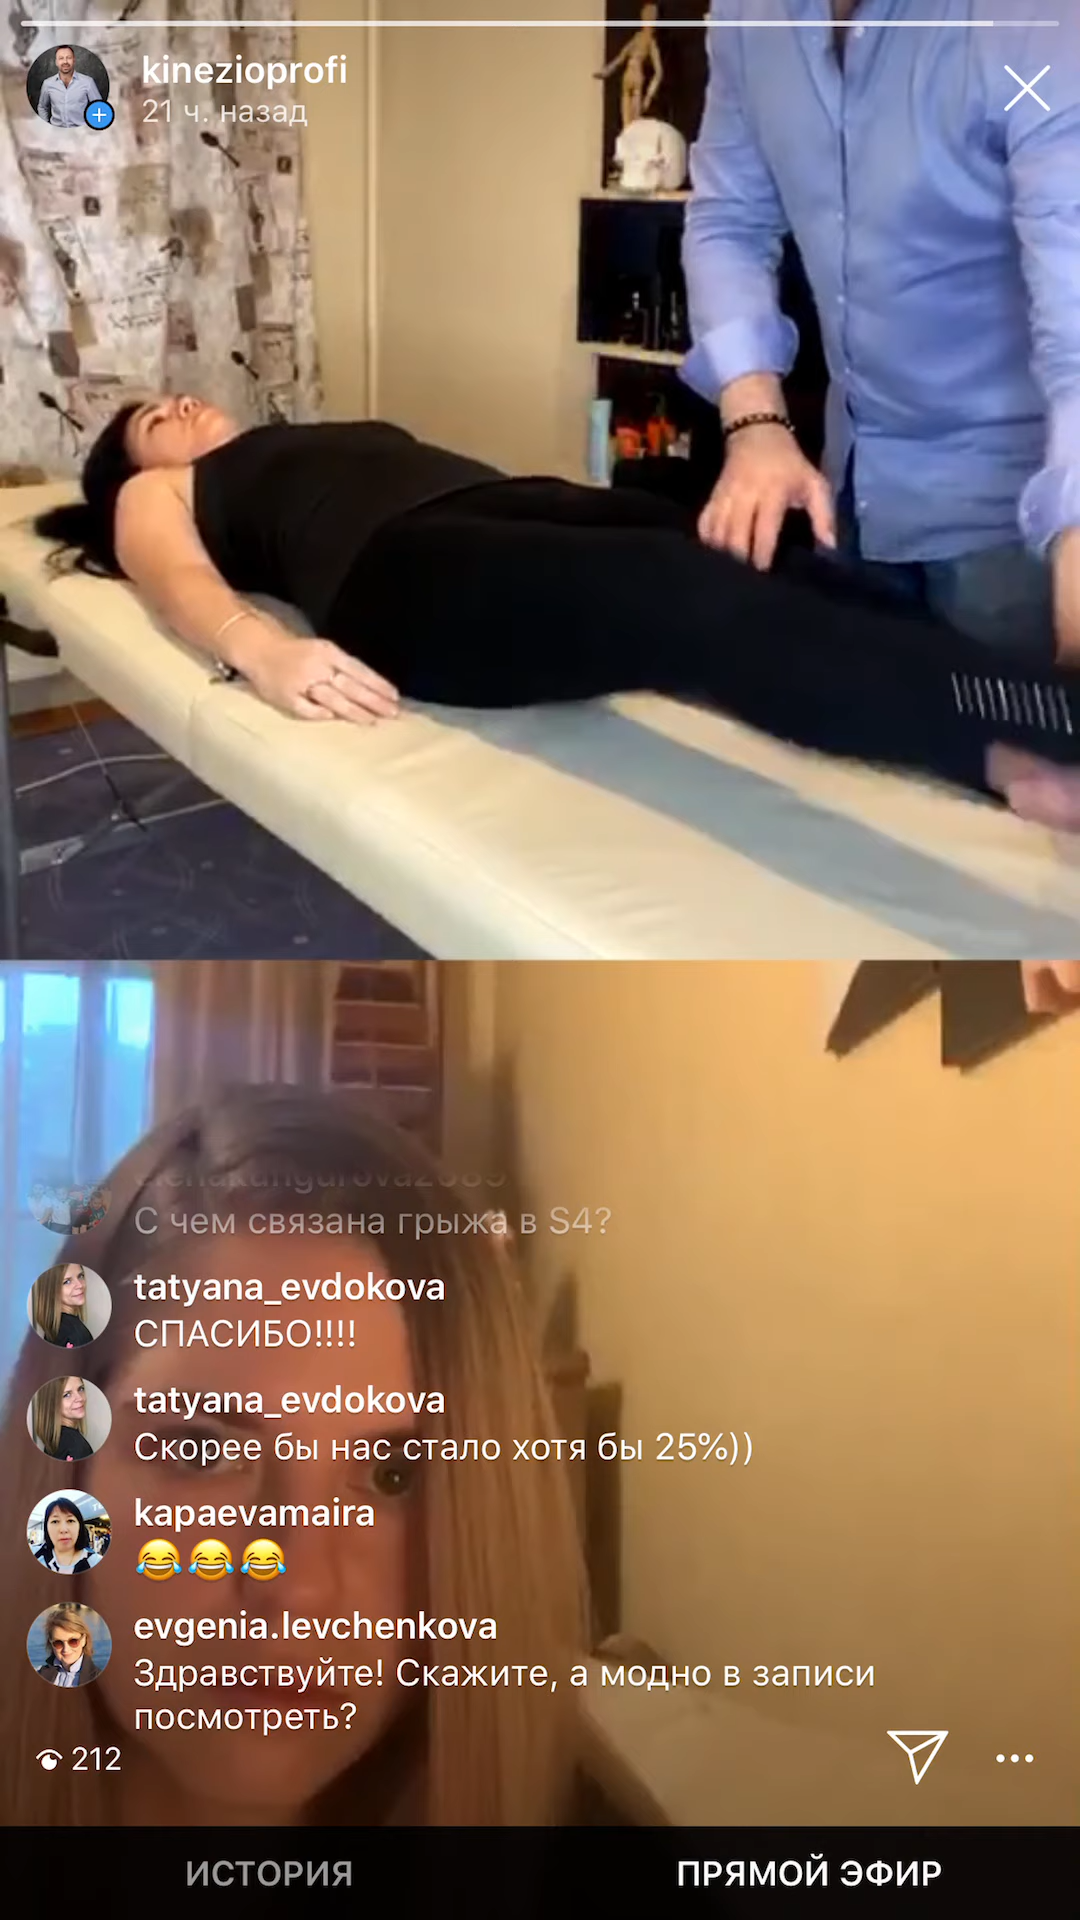 kinezioprofi
21 ч. назад
С чем связана грыжа в S4?
tatyana_evdokova
СПАСИБО!!!!
tatyana_evdokova
Скорее бы нас стало хотя бы 25%))
kapaevamaira
😂😂😂
evgenia.levchenkova
Здравствуйте! Скажите, а модно в записи
посмотреть?
212
ИСТОРИЯ
ПРЯМОЙ ЭФИР